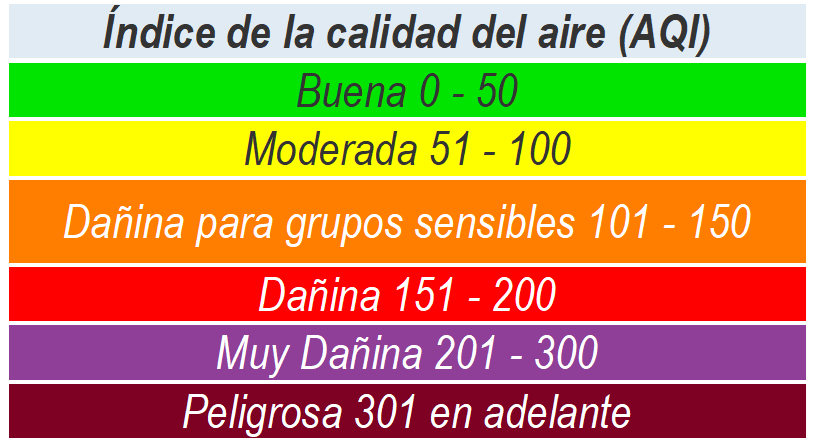 Índice de la calidad del aire (AQI)
Buena 0 - 50
Moderada 51 - 100
Dañina para grupos sensibles 101 - 150
Dañina 151 - 200
Muy Dañina 201 - 300
Peligrosa 301 en adelante